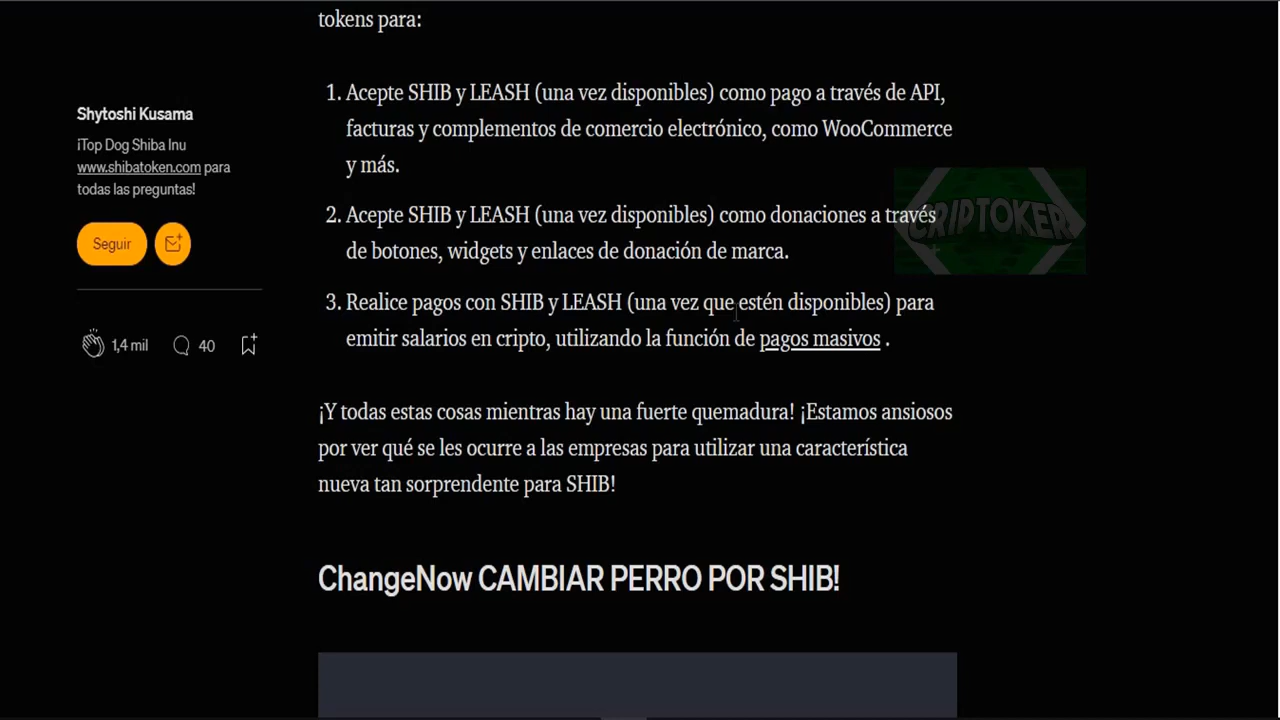 tokens para:
1. Acepte SHIB y LEASH (una vez disponibles) como pago a través de API,
facturas y complementos de comercio electrónico, como WooCommerce
y más.
2. Acepte SHIB y LEASH (una vez disponibles) como donaciones a través
de botones, widgets y enlaces de donación de marca.
3. Realice pagos con SHIB y LEASH (una vez que estén disponibles) para
emitir salarios en cripto, utilizando la función de pagos masivos .
¡Y todas estas cosas mientras hay una fuerte quemadura! ¡Estamos ansiosos
por ver qué se les ocurre a las empresas para utilizar una característica
nueva tan sorprendente para SHIB!
ChangeNow CAMBIAR PERRO POR SHIB!
Shytoshi Kusama
iTop Dog Shiba Inu
www.shibatoken.com para
todas las preguntas!
Seguir
1,4 mil
40
CRIPTOKER